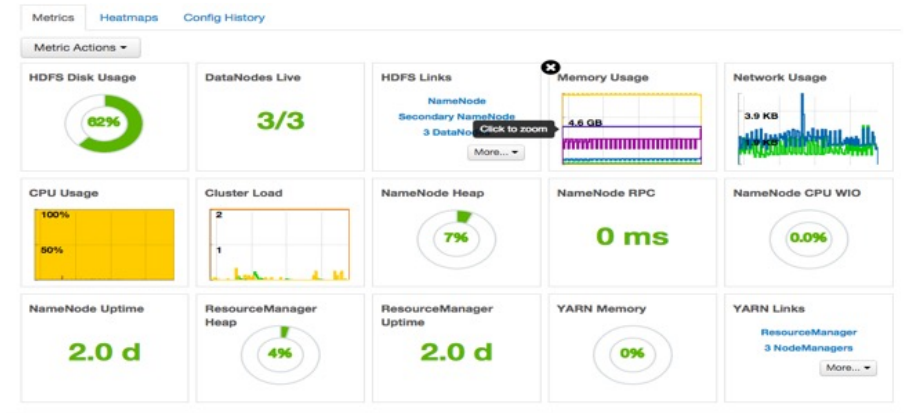 Metrics
Heatmaps
Config History
Metric Actions
HDFS Disk Usage
62%
DataNodes Live
3/3
HDFS Links
NameNode
Secondary NameNode
3 DataNo
More...
Click to zoom
Memory Usage
4.6 GB
Network Usage
3.9 KB
CPU Usage
100%
50%
Cluster Load
2
1
NameNode Heap
7%
NameNode RPC
0 ms
NameNode CPU WIO
0.0%
NameNode Uptime
2.0 d
ResourceManager
Heap
4%
ResourceManager
Uptime
2.0 d
YARN Memory
0%
YARN Links
ResourceManager
3 NodeManagers
More...